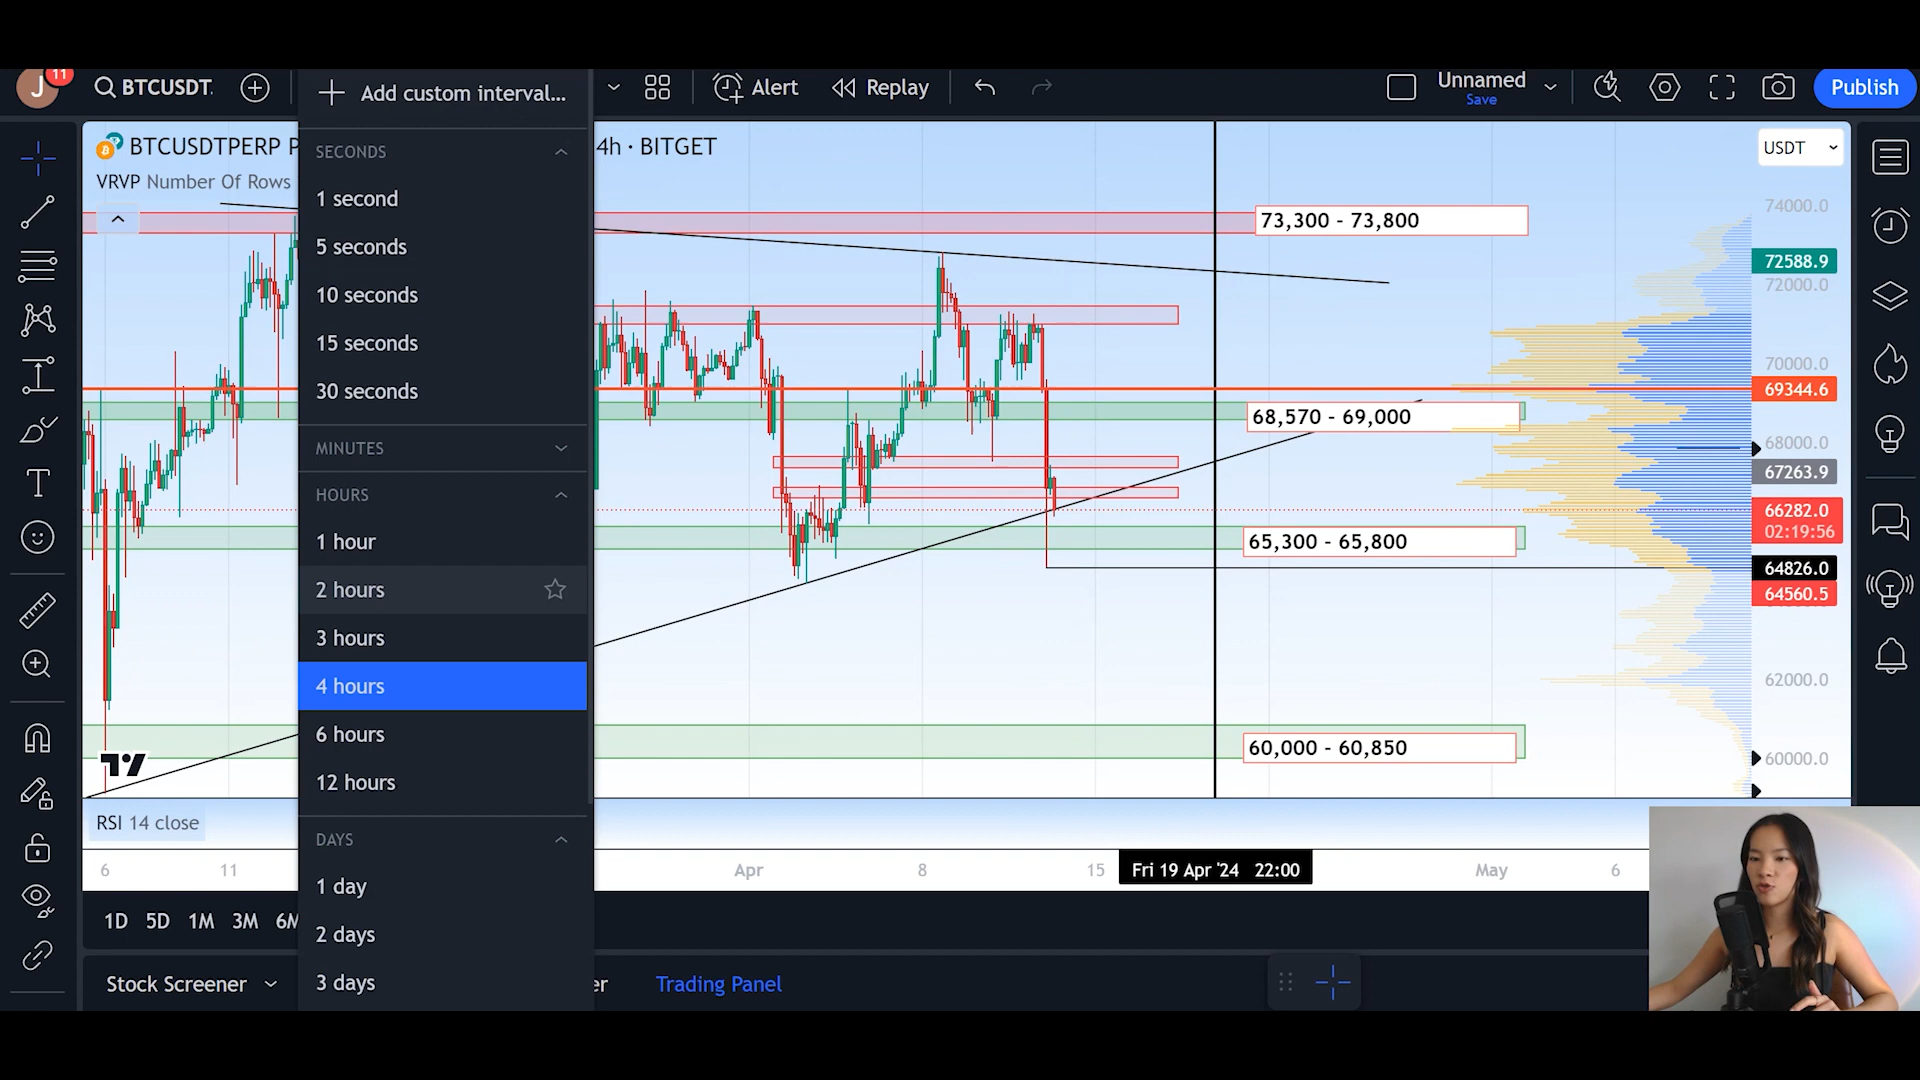 J
11
BTCUSDT.
Add custom interval...
Alert
Replay
Unnamed
Save
Publish
BTCUSDTPERP P
4h · BITGET
USDT
VRVP Number Of Rows
SECONDS
1 second
5 seconds
10 seconds
15 seconds
30 seconds
MINUTES
HOURS
1 hour
2 hours
3 hours
4 hours
6 hours
12 hours
DAYS
1 day
2 days
3 days
73,300 - 73,800
68,570 - 69,000
65,300 - 65,800
60,000 - 60,850
74000.0
72588.9
72000.0
70000.0
69344.6
68000.0
67263.9
66282.0
02:19:56
64826.0
64560.5
62000.0
60000.0
RSI 14 close
6
11
Apr
8
15
Fri 19 Apr '24 22:00
May
6
1D 5D 1M 3M 6M
Stock Screener
er
Trading Panel